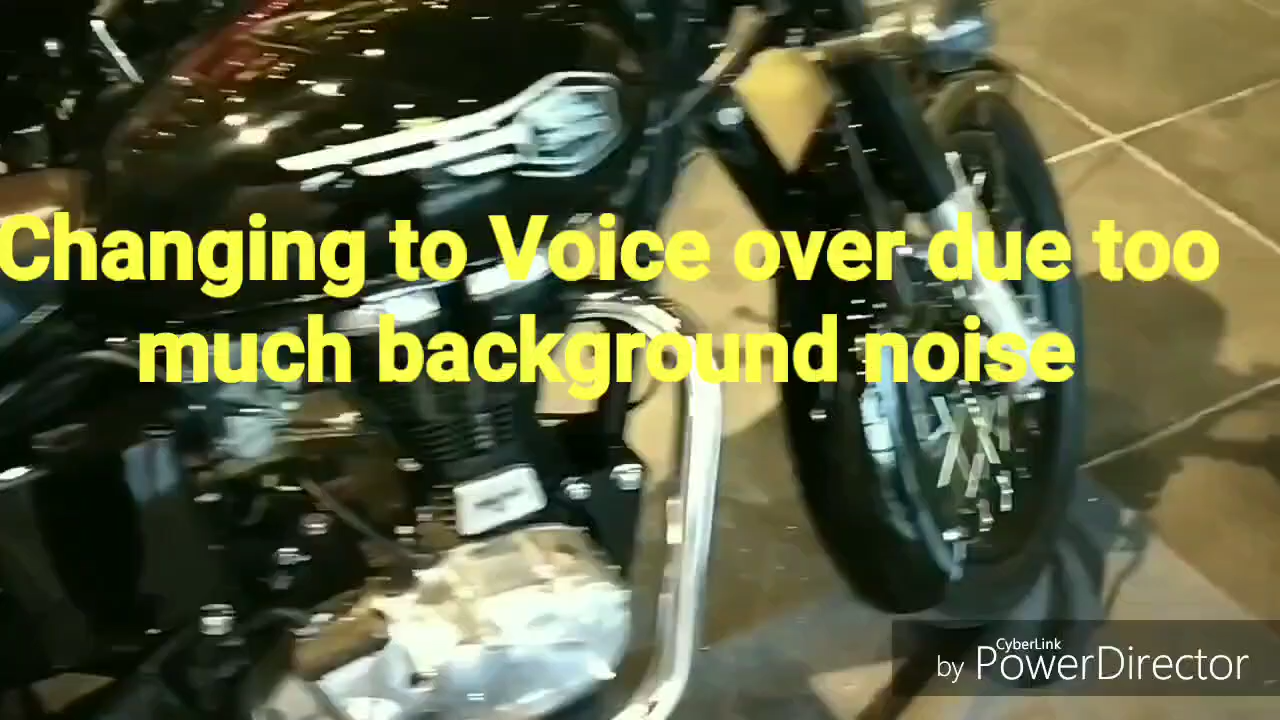 Changing to Voice over due too
much background noise
CyberLink
by PowerDirector